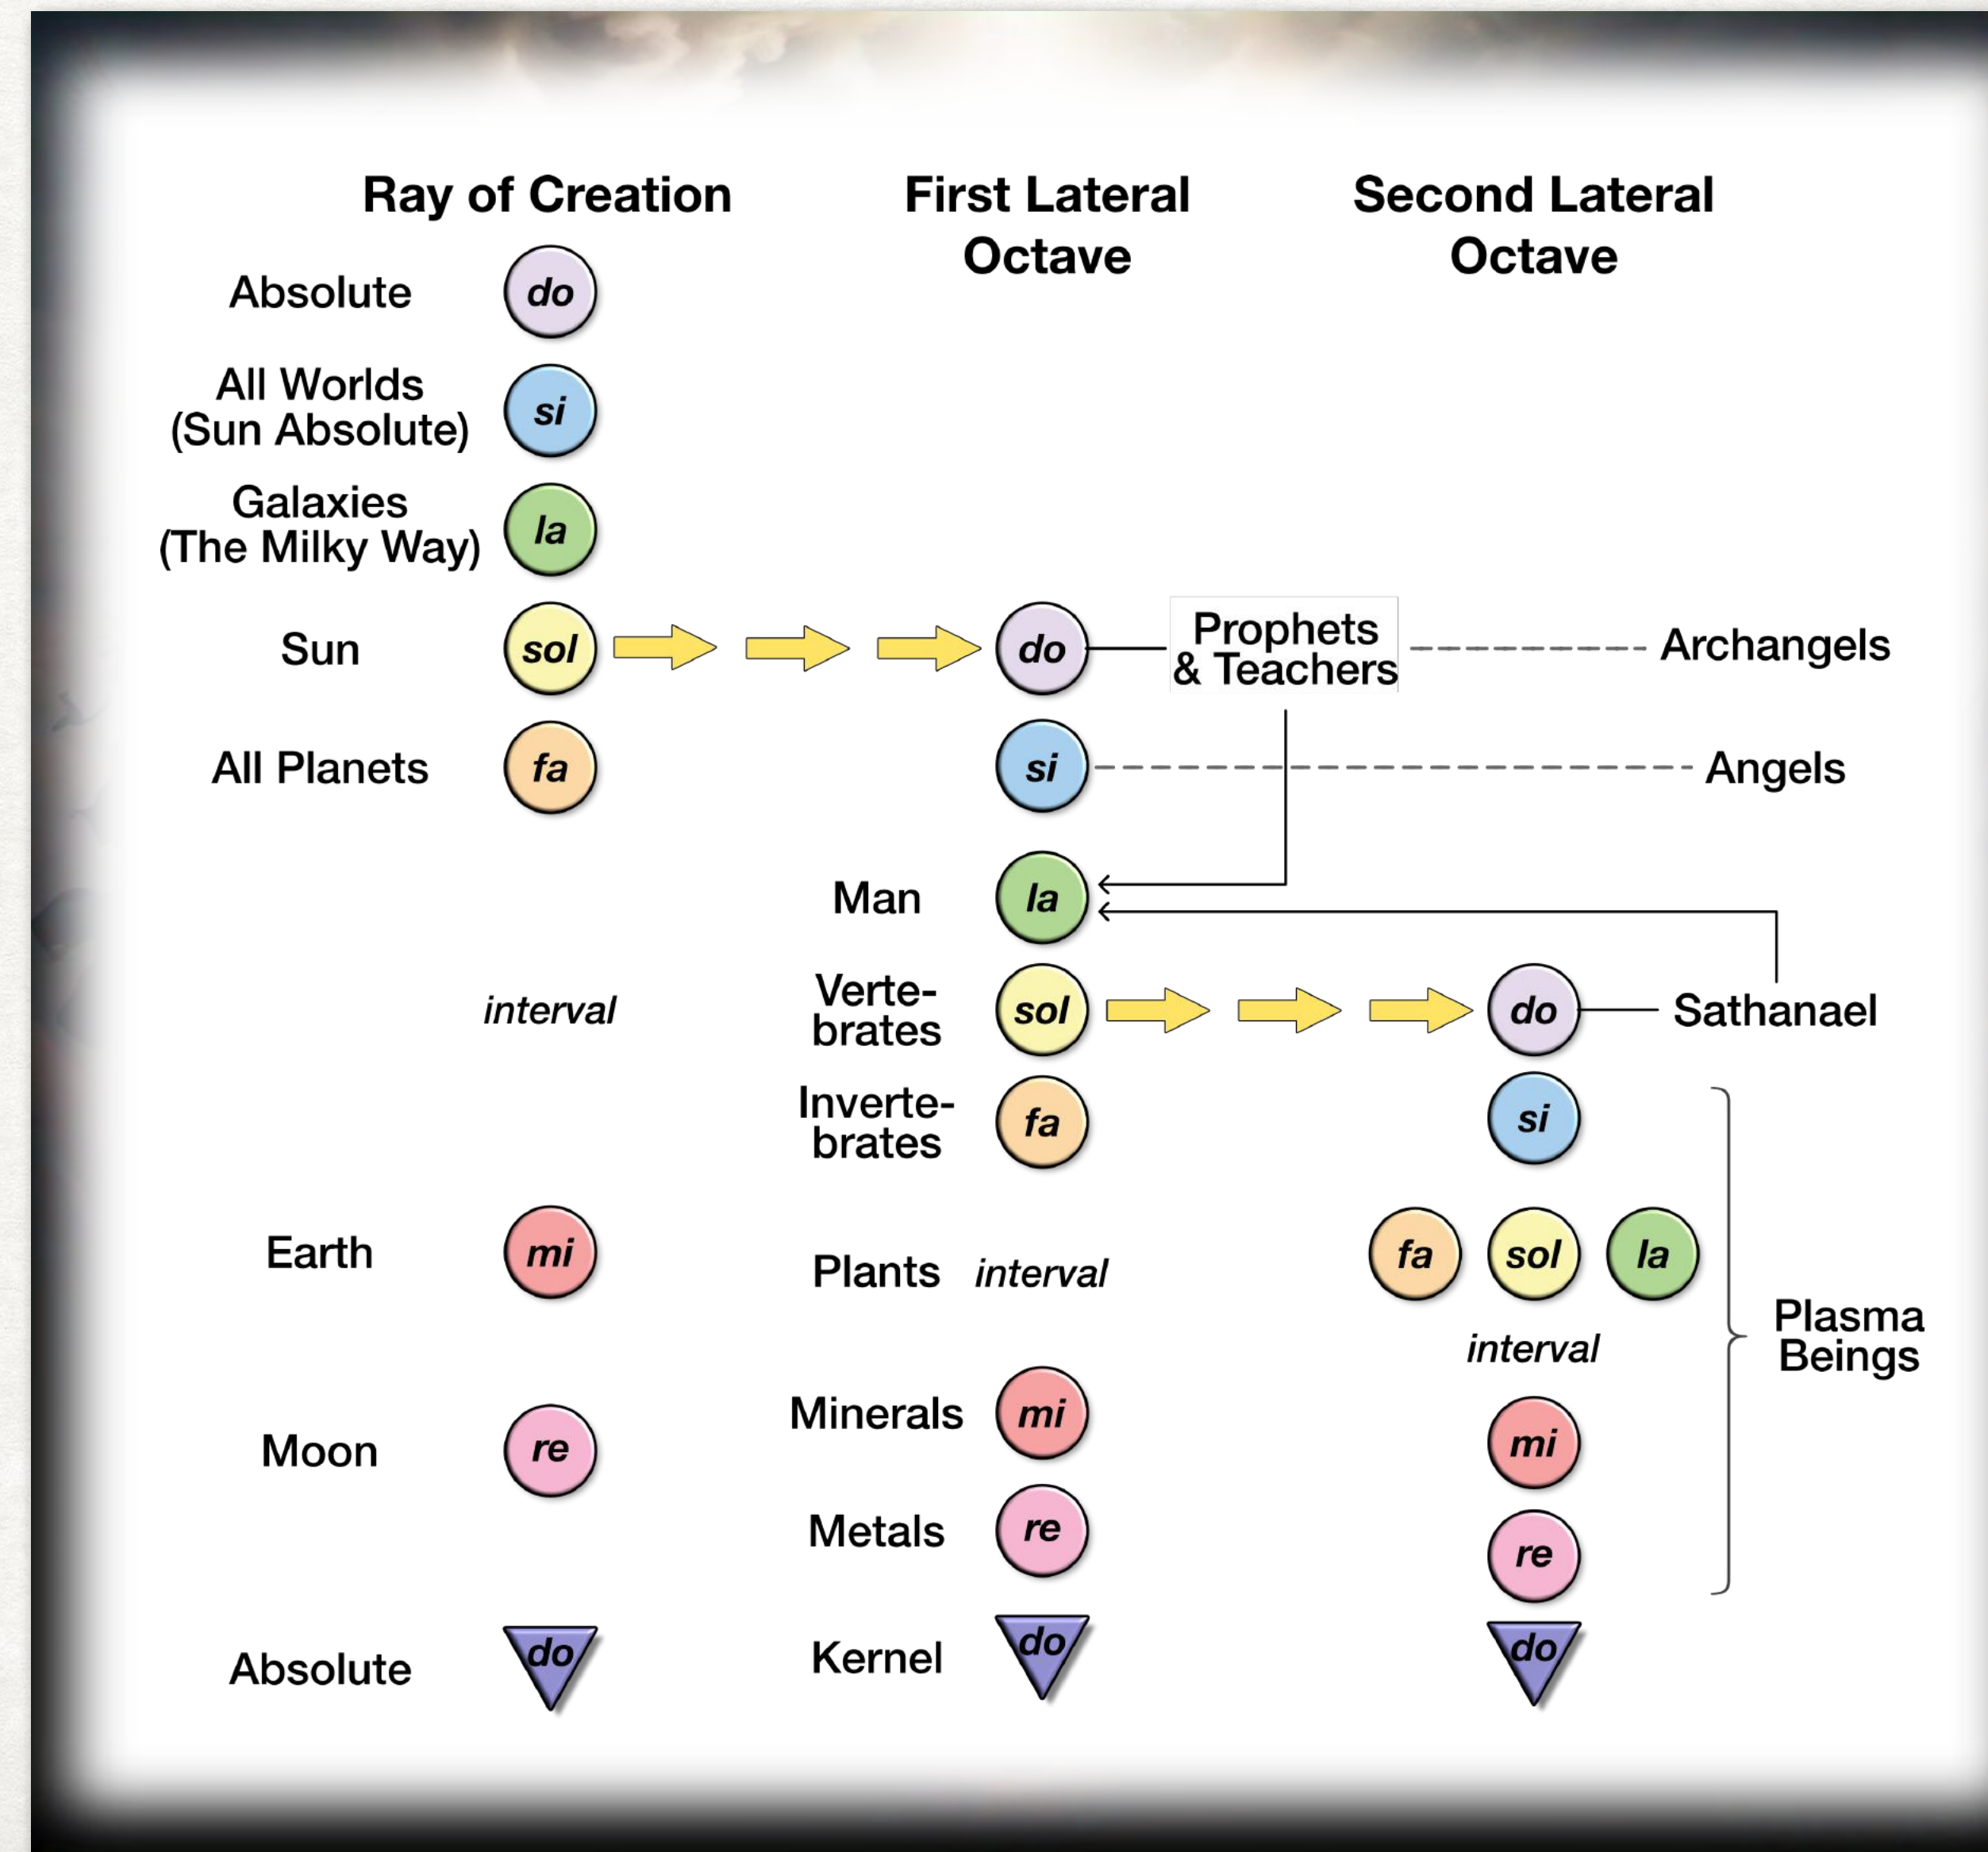 Ray of Creation
First Lateral
Octave
Second Lateral
Octave
Absolute
do
All Worlds
(Sun Absolute)
si
Galaxies
(The Milky Way)
la
Sun
sol
do
Prophets
& Teachers
Archangels
All Planets
fa
si
Angels
Man
la
interval
Verte-
brates
sol
do
Sathanael
Inverte-
brates
fa
si
Earth
mi
Plants
interval
fa
sol
la
interval
Plasma
Beings
Moon
re
Minerals
mi
mi
Metals
re
re
Absolute
do
Kernel
do
do